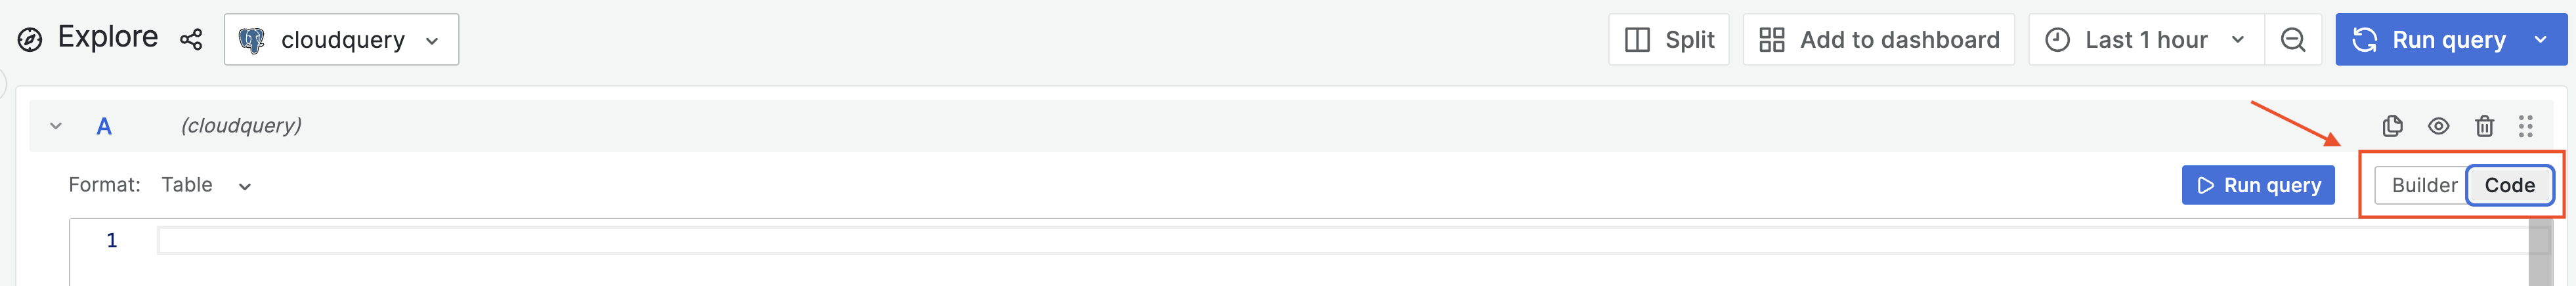 Explore cloudquery Split Add to dashboard Last 1 hour Run query
A (cloudquery)
Format: Table Run query Builder Code
1